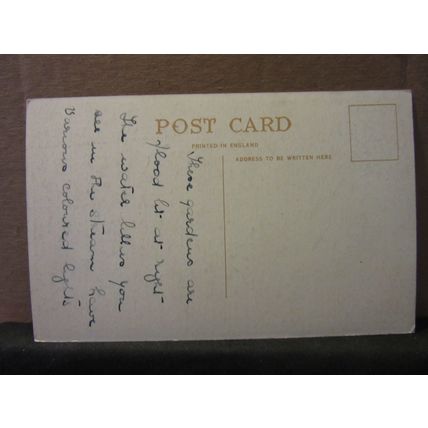 POST CARD
PRINTED IN ENGLAND
ADDRESS TO BE WRITTEN HERE
These gardens are
flood lit at night
The water lillies you
see in the stream have
Various coloured lights